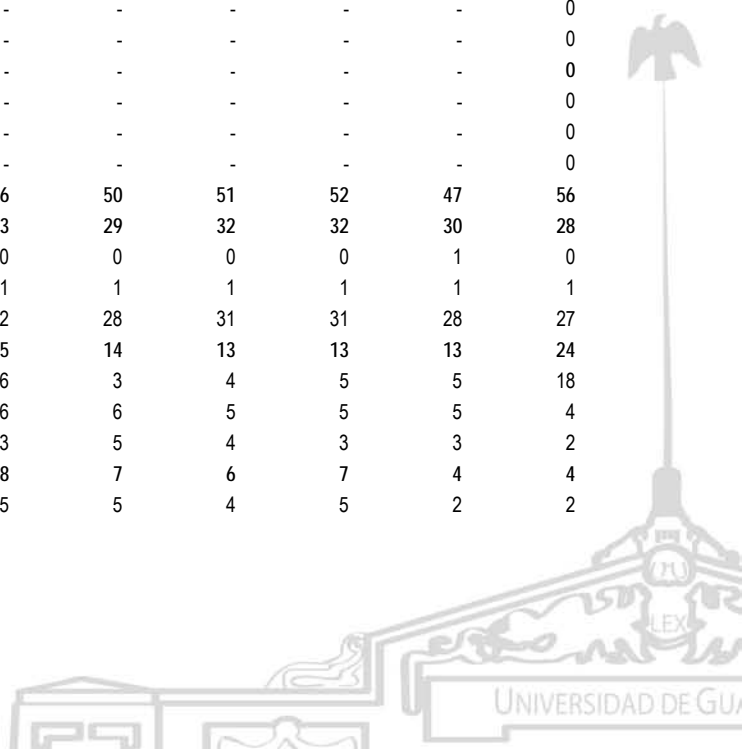 - - - - - 0
- - - - - 0
- - - - - 0
- - - - - 0
- - - - - 0
- - - - - 0
6 50 51 52 47 56
3 29 32 32 30 28
0 0 0 0 1 0
1 1 1 1 1 1
2 28 31 31 28 27
5 14 13 13 13 24
6 3 4 5 5 18
6 6 5 5 5 4
3 5 4 3 3 2
8 7 6 7 4 4
5 5 4 5 2 2
LEX
UNIVERSIDAD DE GUA